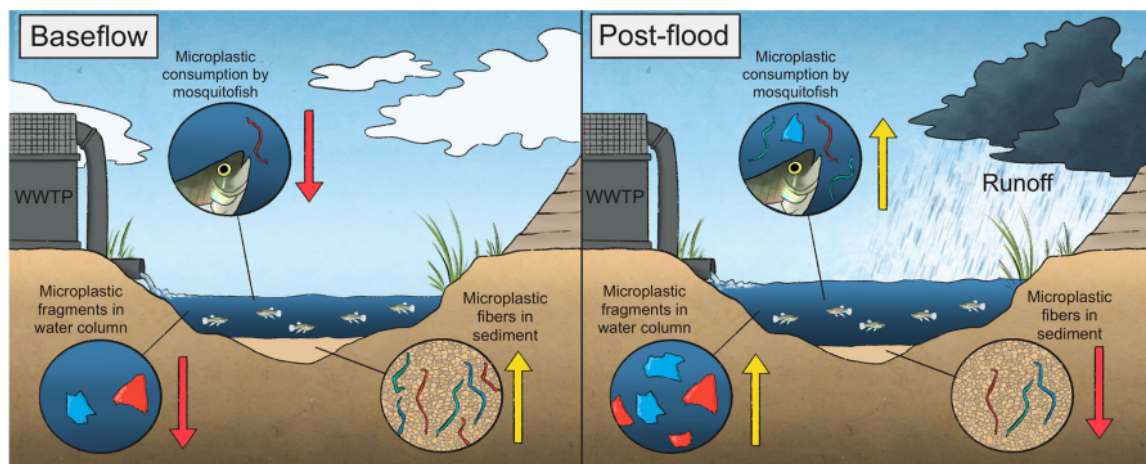 Baseflow
Microplastic
consumption by
mosquitofish
WWTP
Microplastic
fragments in
water column
Microplastic
fibers in
sediment
Post-flood
Microplastic
consumption by
mosquitofish
WWTP
Runoff
Microplastic
fragments in
water column
Microplastic
fibers in
sediment